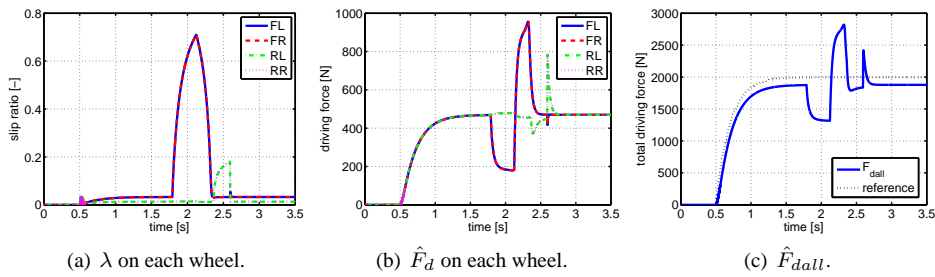 0.8
0.6
0.4
0.2
0
0 0.5 1 1.5 2 2.5 3 3.5
slip ratio [–]
time [s]
FL
FR
RL
RR
(a) λ on each wheel.
1000
800
600
400
200
0
0 0.5 1 1.5 2 2.5 3 3.5
driving force [N]
time [s]
FL
FR
RL
RR
(b) F̂_d on each wheel.
3000
2500
2000
1500
1000
500
0
0 0.5 1 1.5 2 2.5 3 3.5
total driving force [N]
time [s]
F_dall
reference
(c) F̂_dall.